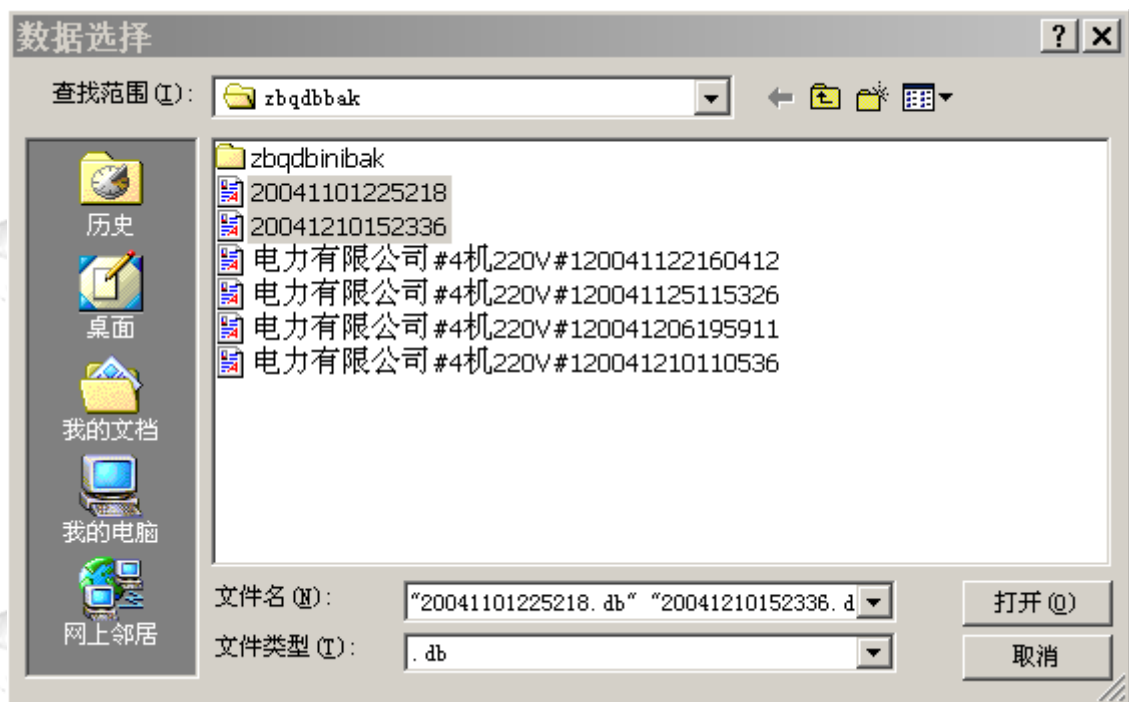 数据选择
查找范围(I):
zbqdbbak
历史
桌面
我的文档
我的电脑
网上邻居
zbqdbinibak
20041101225218
20041210152336
电力有限公司#4机220V#120041122160412
电力有限公司#4机220V#120041125115326
电力有限公司#4机220V#120041206195911
电力有限公司#4机220V#120041210110536
文件名(N):
"20041101225218.db" "20041210152336.d
打开(O)
文件类型(T):
.db
取消